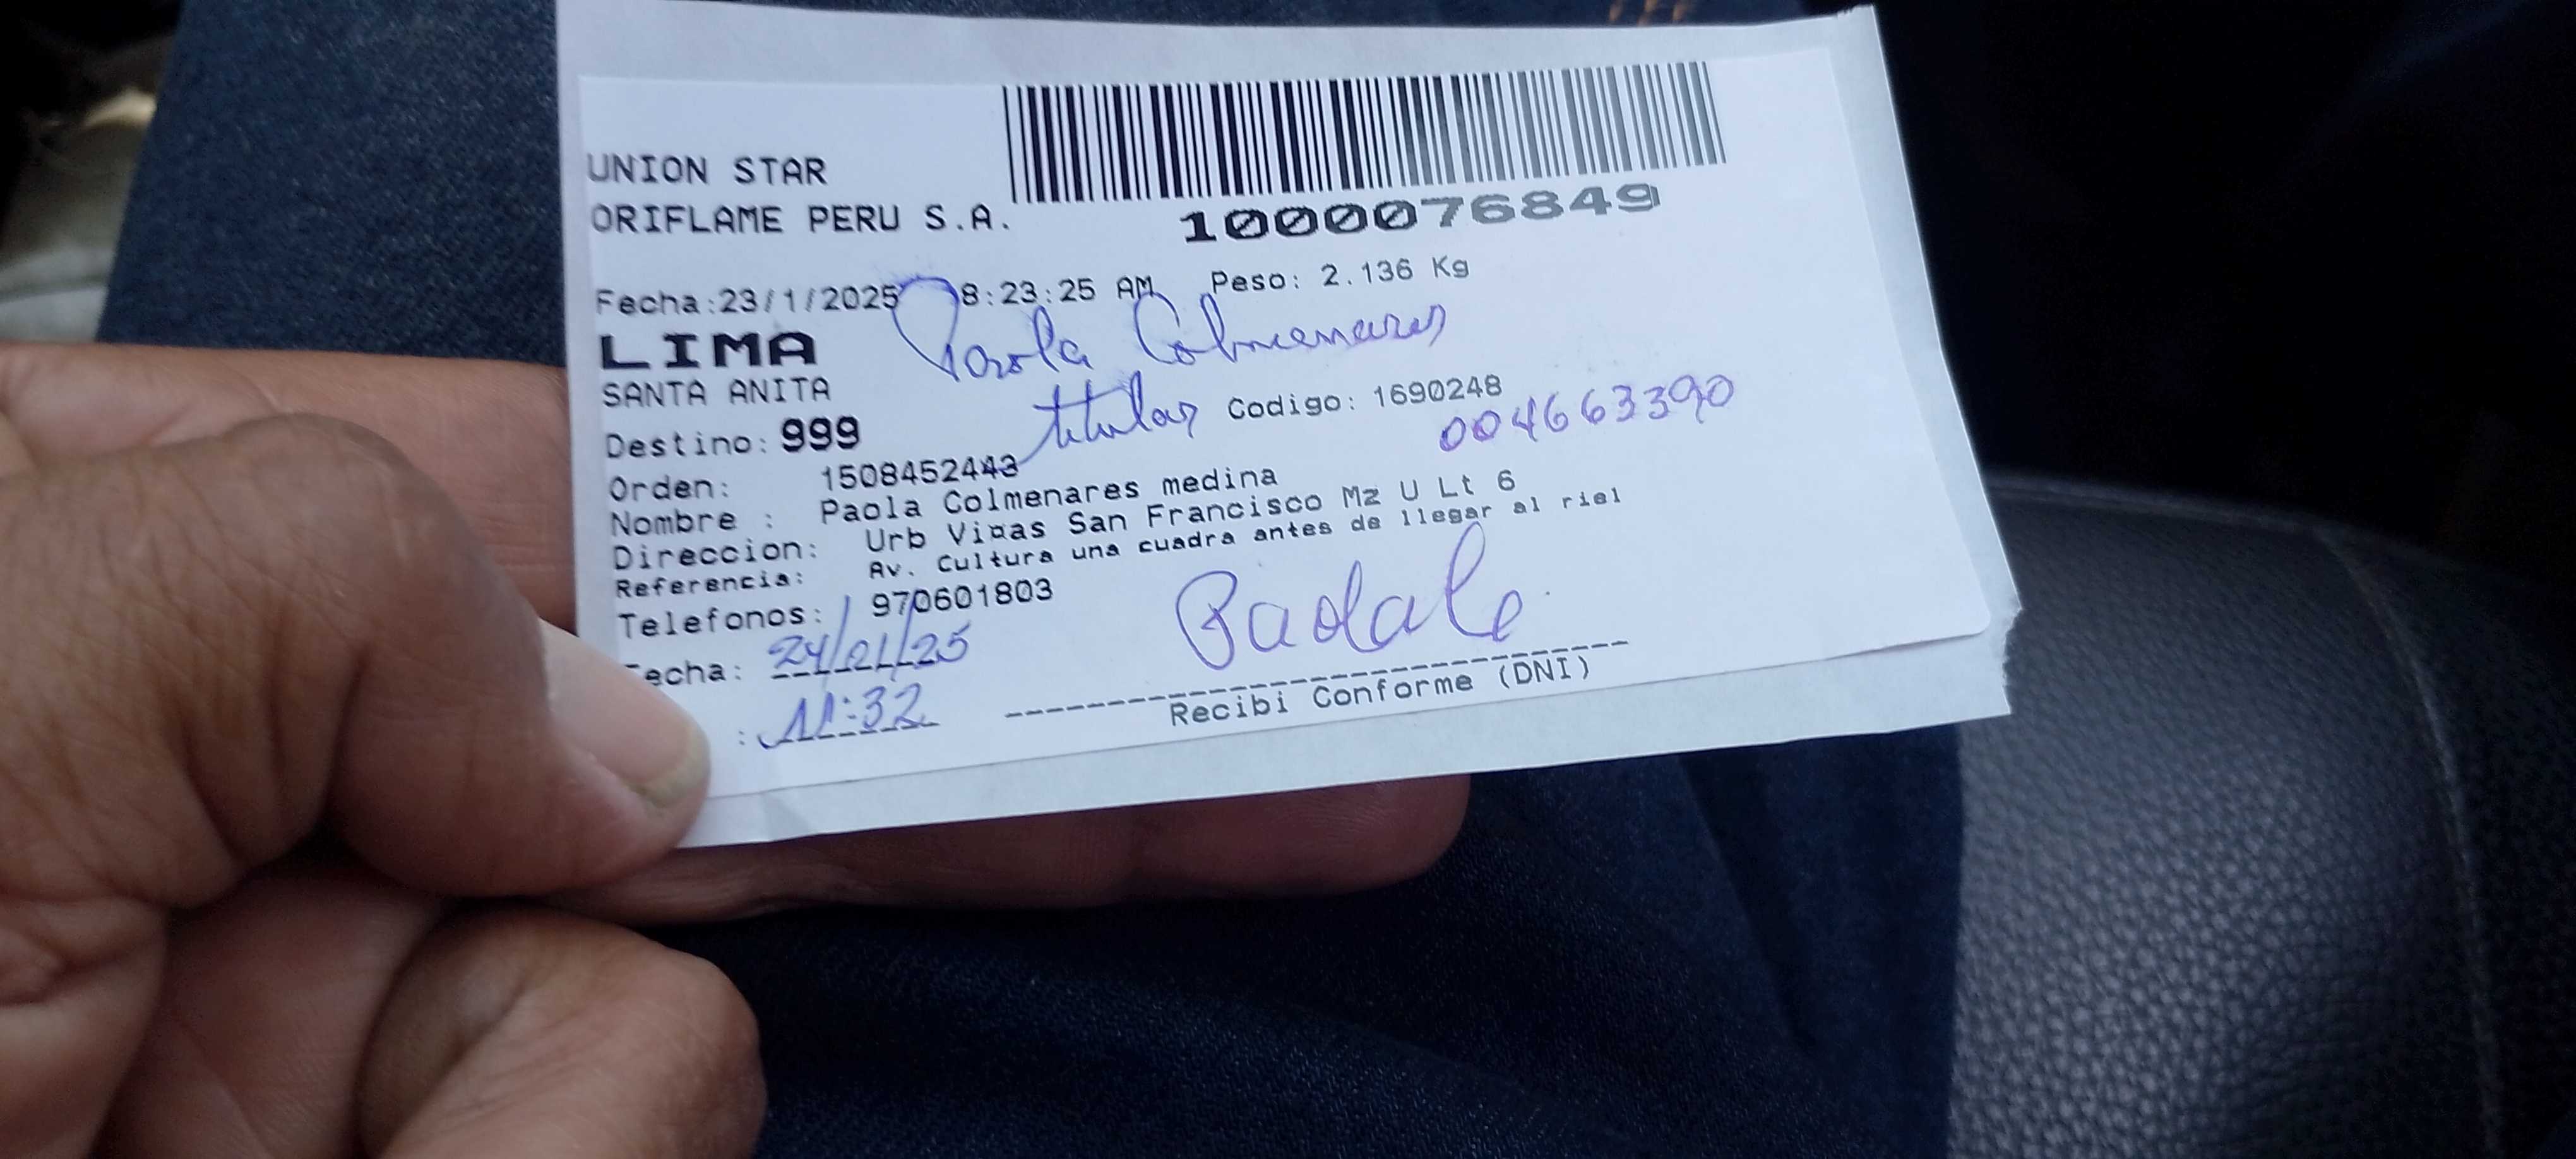 UNION STAR
ORIFLAME PERU S.A.
1000076849
Fecha:23/1/2025 8:23:25 AM Peso: 2.136 Kg
Paola Colmenares
LIMA
SANTA ANITA
titular Codigo: 1690248
004663390
Destino: 999
Orden: 1508452443
Nombre : Paola Colmenares medina
Direccion: Urb Viaas San Francisco Mz U Lt 6
Referencia: Av. Cultura una cuadra antes de llegar al riel
Telefonos: 970601803
echa: 24/01/25
: 11:32
Recibi Conforme (DNI)